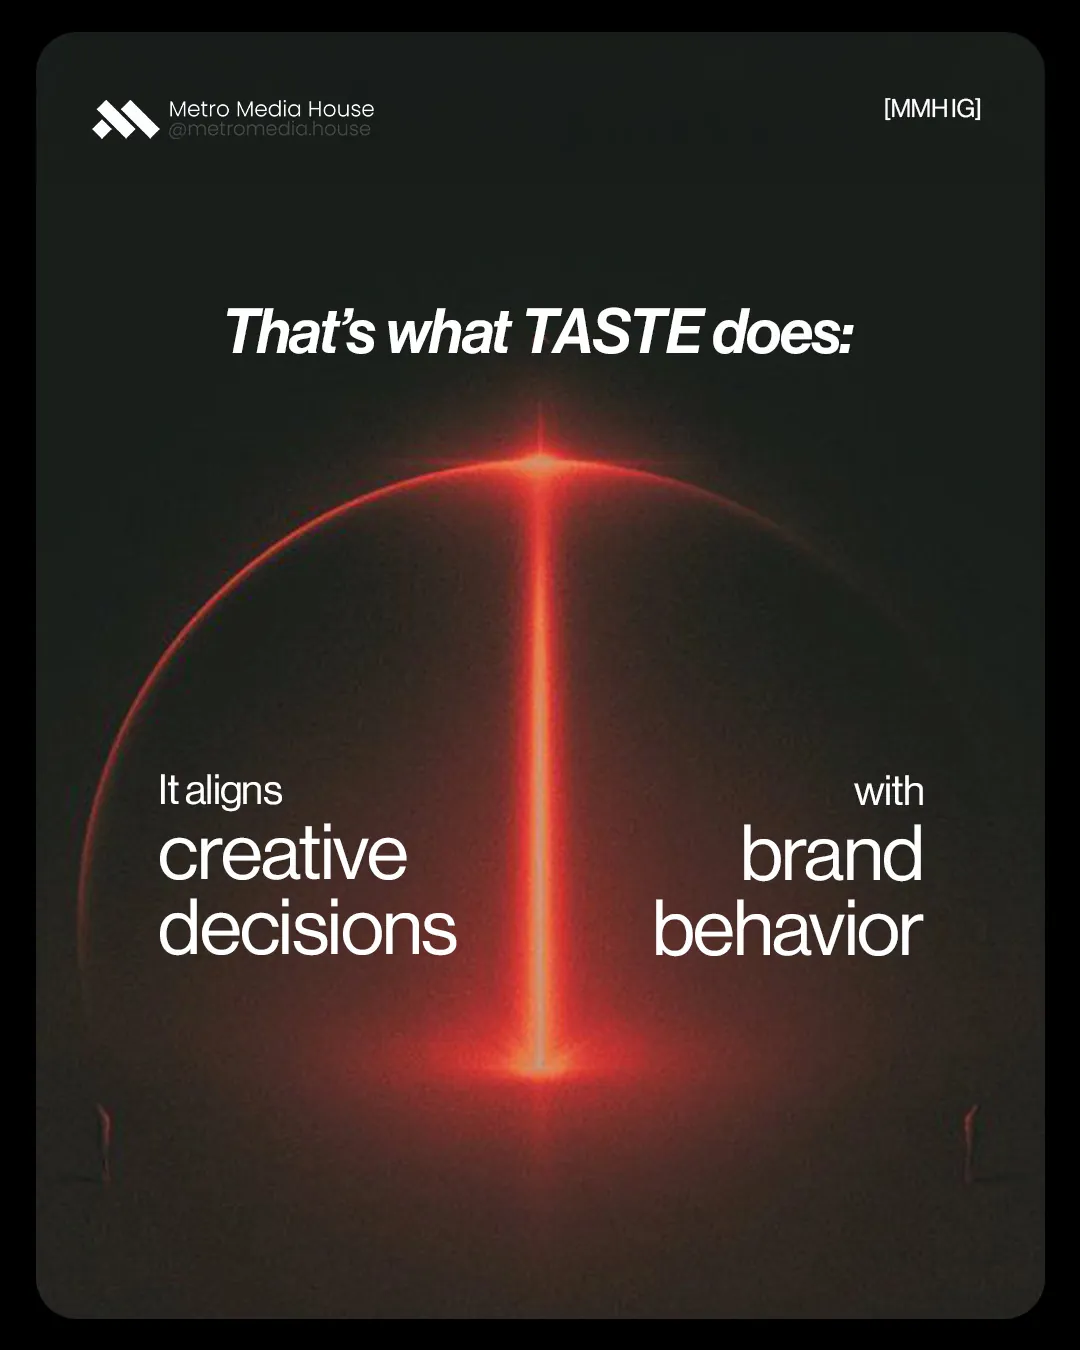 Metro Media House
@metromedia.house
[MMHIG]
That's what TASTE does:
It aligns
creative
decisions
with
brand
behavior